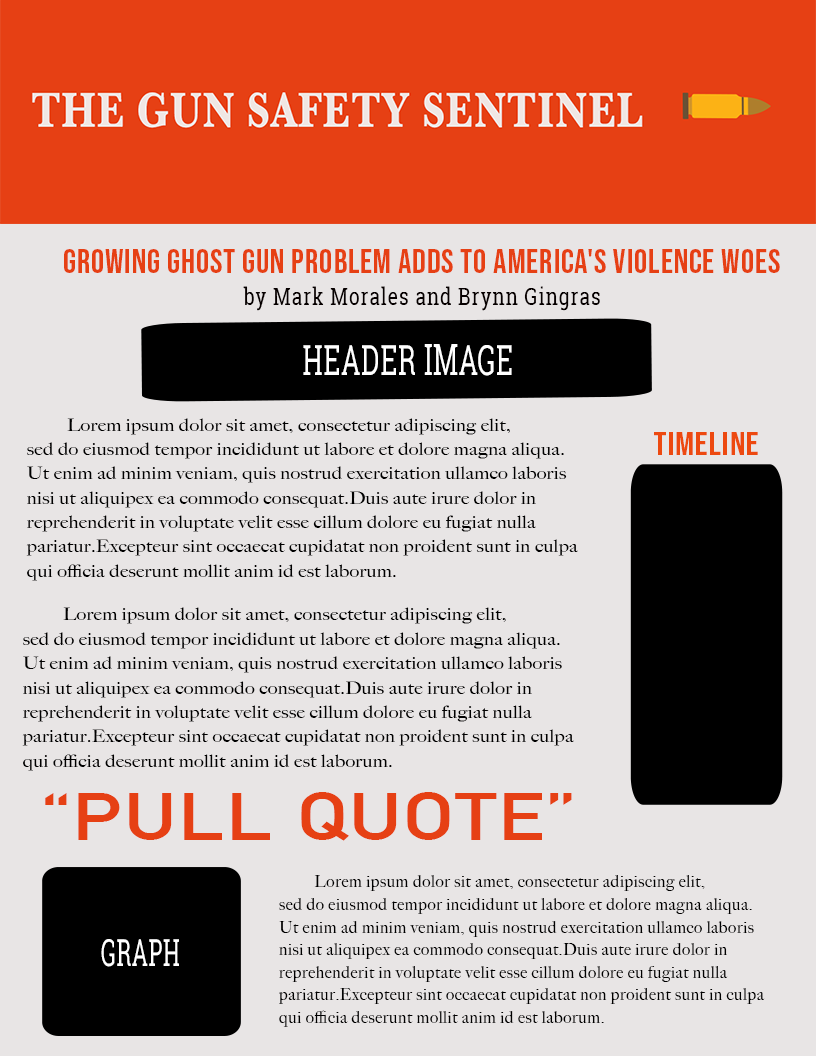 THE GUN SAFETY SENTINEL
GROWING GHOST GUN PROBLEM ADDS TO AMERICA'S VIOLENCE WOES
by Mark Morales and Brynn Gingras
HEADER IMAGE
Lorem ipsum dolor sit amet, consectetur adipiscing elit,
sed do eiusmod tempor incididunt ut labore et dolore magna aliqua.
Ut enim ad minim veniam, quis nostrud exercitation ullamco laboris
nisi ut aliquipex ea commodo consequat.Duis aute irure dolor in
reprehenderit in voluptate velit esse cillum dolore eu fugiat nulla
pariatur.Excepteur sint occaecat cupidatat non proident sunt in culpa
qui officia deserunt mollit anim id est laborum.
Lorem ipsum dolor sit amet, consectetur adipiscing elit,
sed do eiusmod tempor incididunt ut labore et dolore magna aliqua.
Ut enim ad minim veniam, quis nostrud exercitation ullamco laboris
nisi ut aliquipex ea commodo consequat.Duis aute irure dolor in
reprehenderit in voluptate velit esse cillum dolore eu fugiat nulla
pariatur.Excepteur sint occaecat cupidatat non proident sunt in culpa
qui officia deserunt mollit anim id est laborum.
TIMELINE
“PULL QUOTE”
GRAPH
Lorem ipsum dolor sit amet, consectetur adipiscing elit,
sed do eiusmod tempor incididunt ut labore et dolore magna aliqua.
Ut enim ad minim veniam, quis nostrud exercitation ullamco laboris
nisi ut aliquipex ea commodo consequat.Duis aute irure dolor in
reprehenderit in voluptate velit esse cillum dolore eu fugiat nulla
pariatur.Excepteur sint occaecat cupidatat non proident sunt in culpa
qui officia deserunt mollit anim id est laborum.